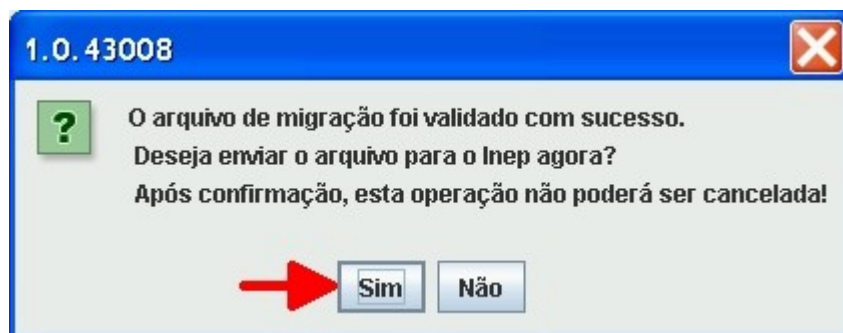 1.0.43008
O arquivo de migração foi validado com sucesso.
Deseja enviar o arquivo para o Inep agora?
Após confirmação, esta operação não poderá ser cancelada!
Sim Não